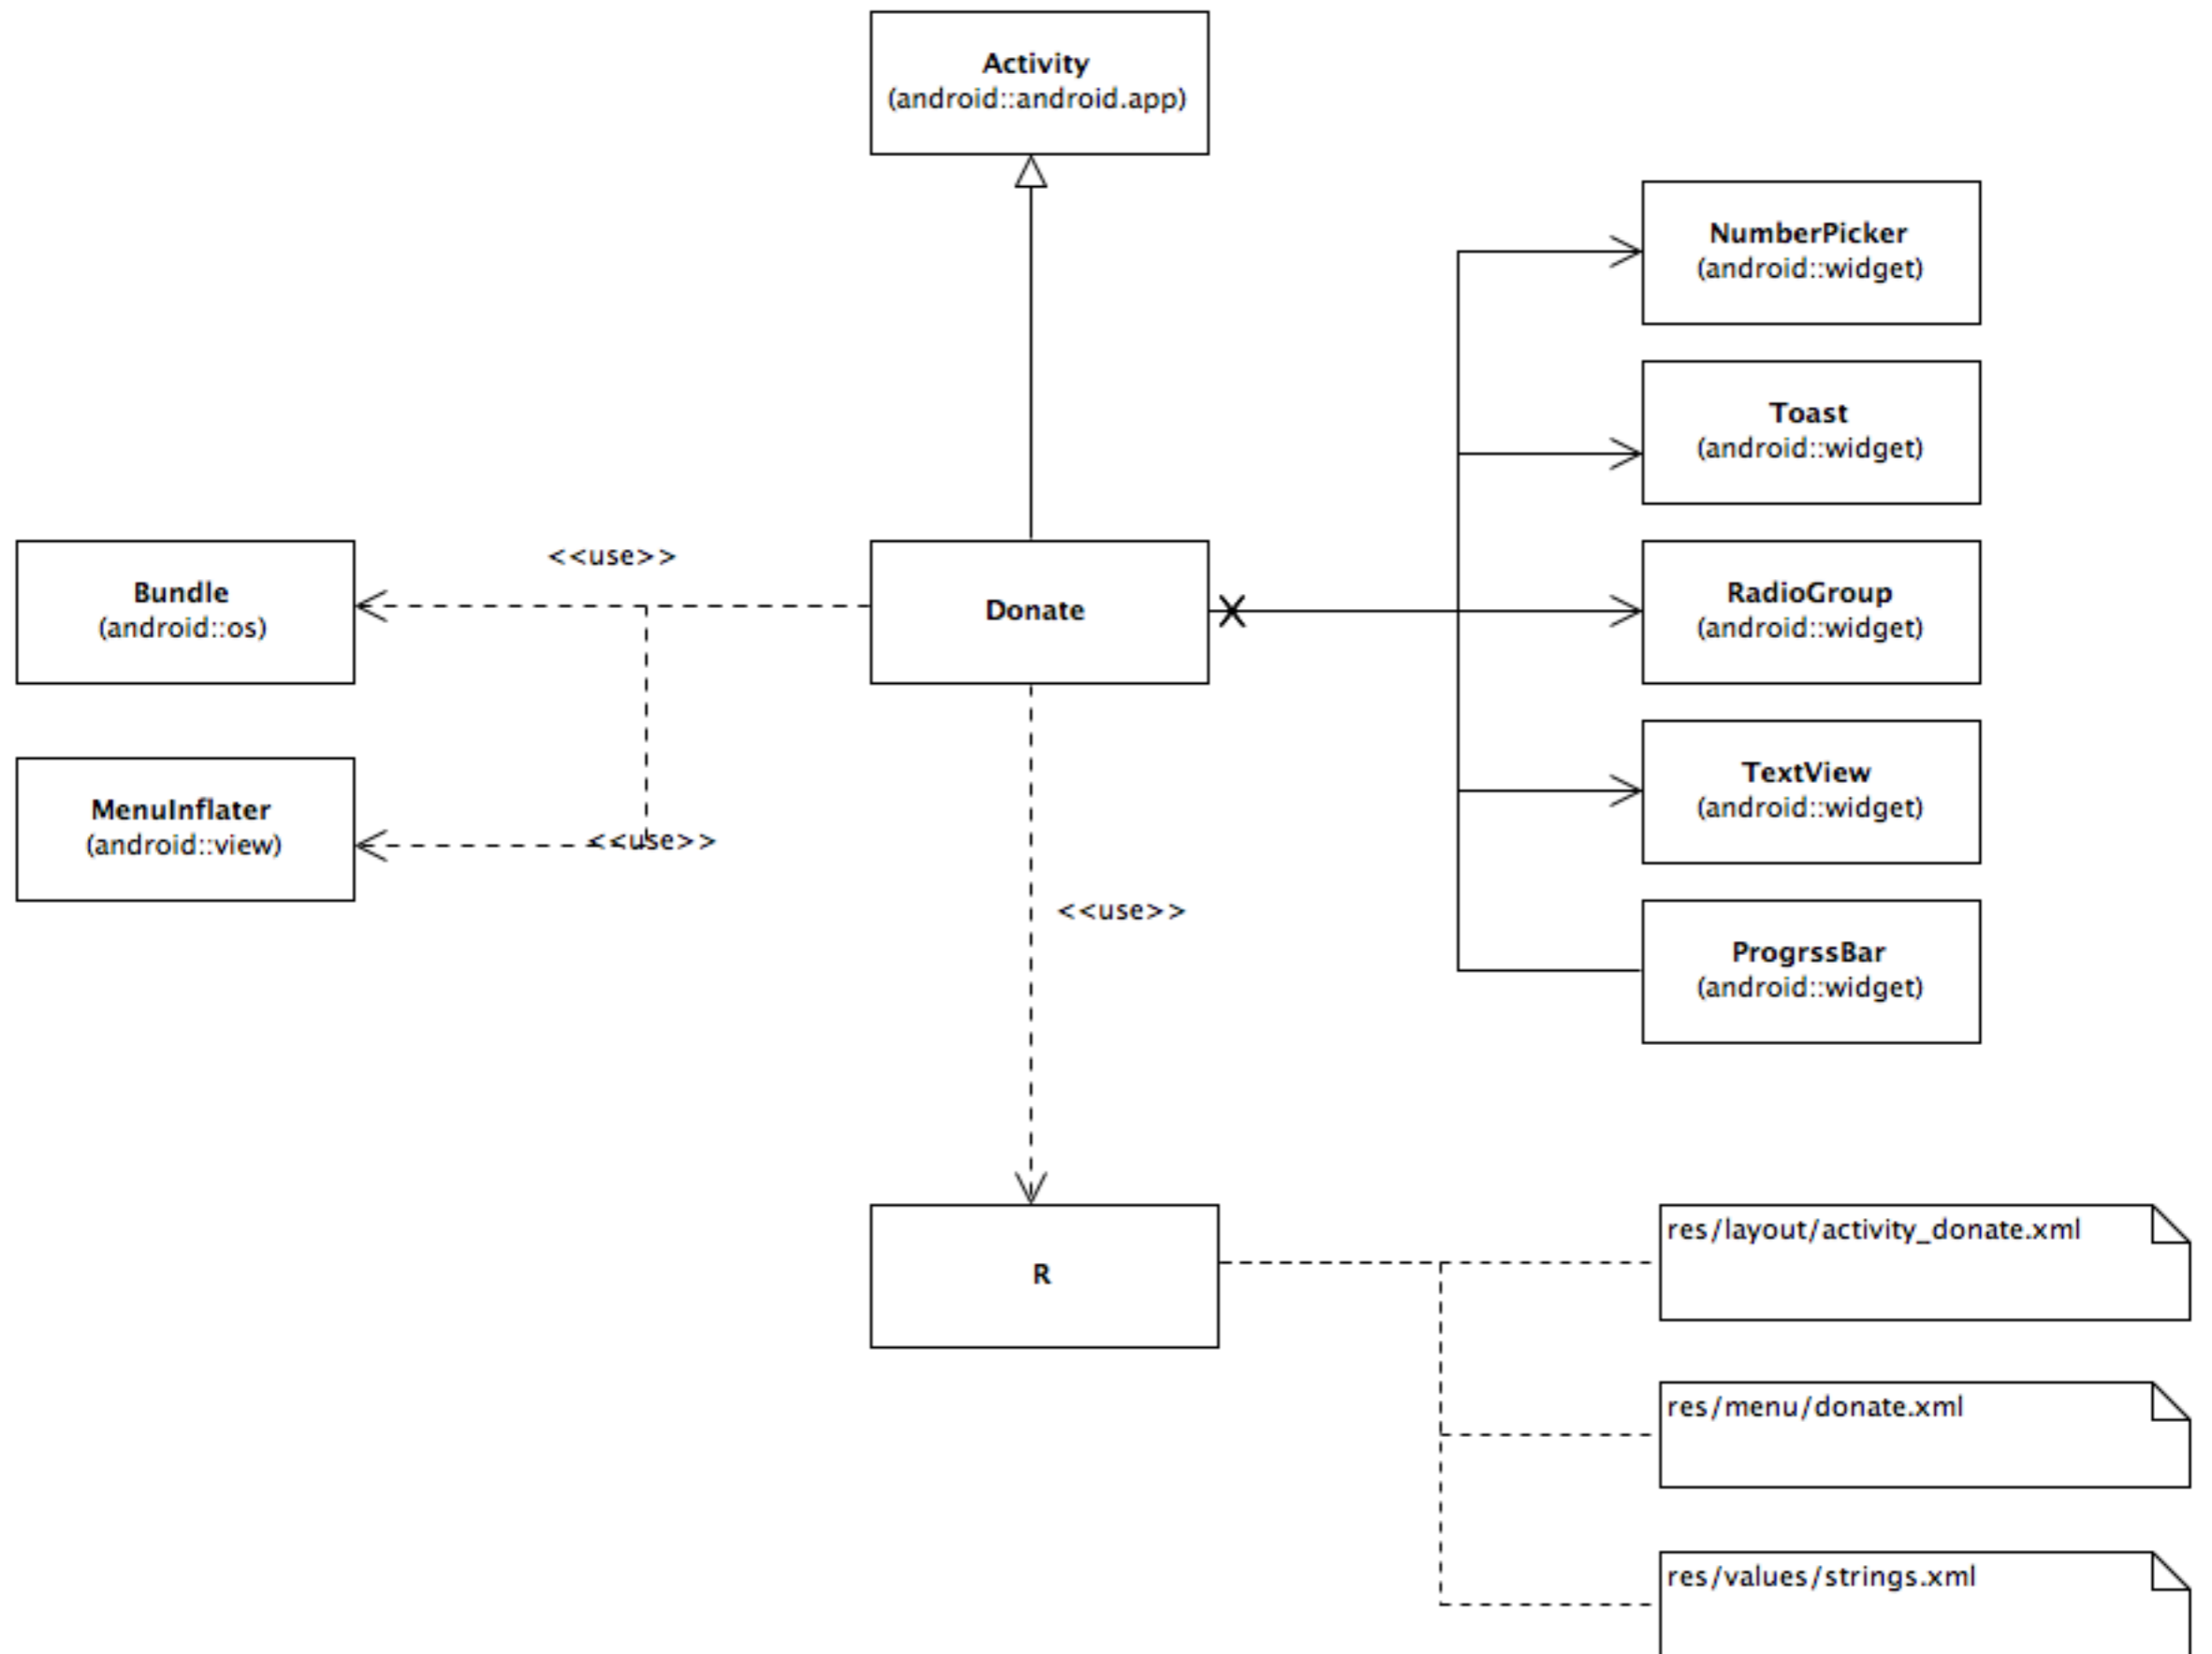 Activity
(android::android.app)
NumberPicker
(android::widget)
Toast
(android::widget)
<<use>>
Bundle
(android::os)
Donate
RadioGroup
(android::widget)
MenuInflater
(android::view)
<<use>>
TextView
(android::widget)
<<use>>
ProgrssBar
(android::widget)
R
res/layout/activity_donate.xml
res/menu/donate.xml
res/values/strings.xml